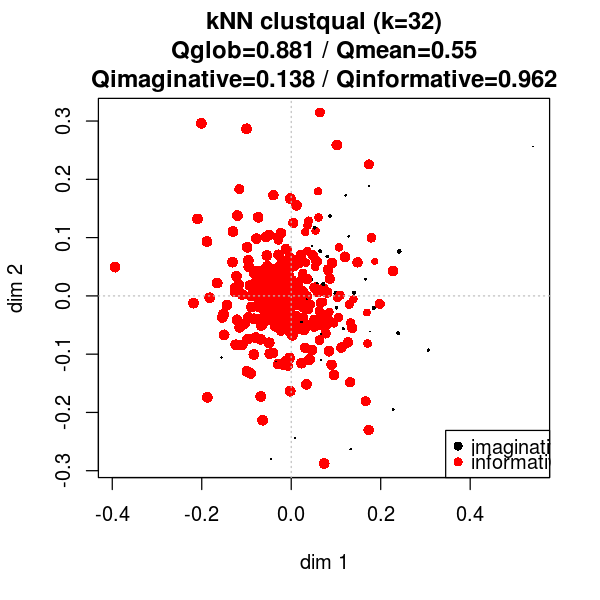 kNN clustqual (k=32)
Qglob=0.881 / Qmean=0.55
Qimaginative=0.138 / Qinformative=0.962
0.3
0.2
0.1
0.0
-0.1
-0.2
-0.3
dim 2
imaginati
informati
-0.4
-0.2
0.0
0.2
0.4
dim 1